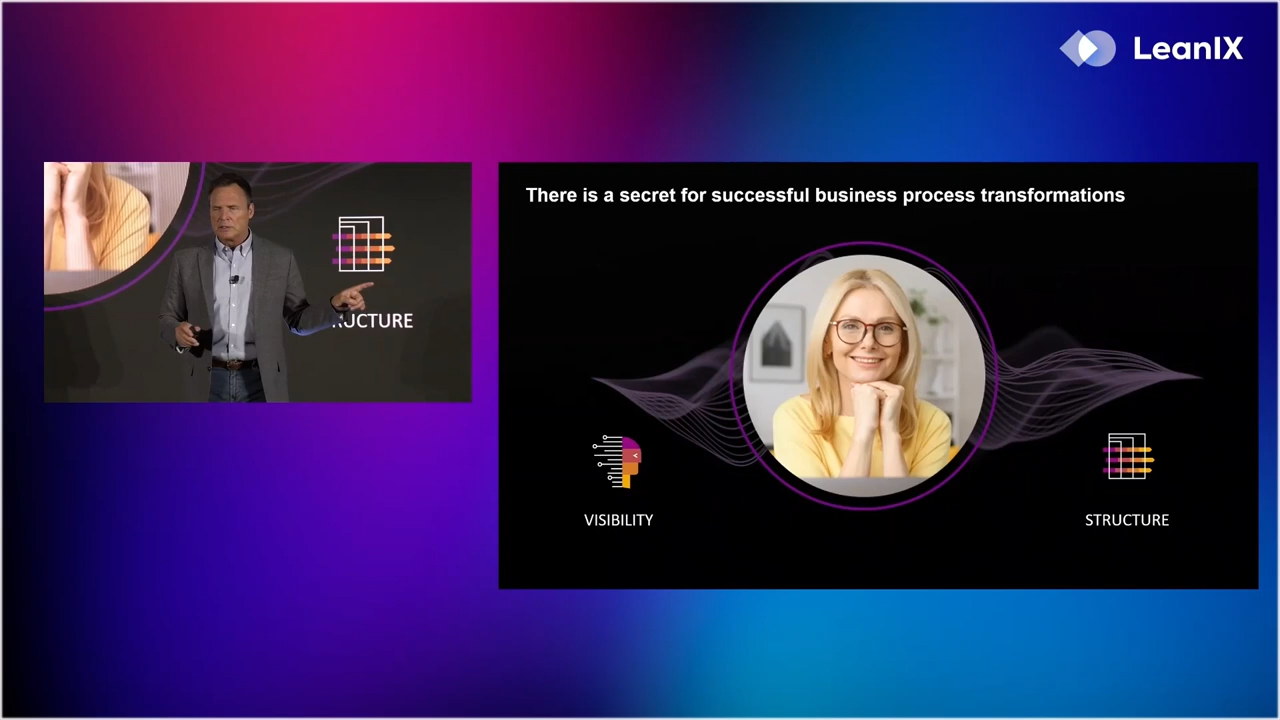 LeanIX
RUCTURE
There is a secret for successful business process transformations
VISIBILITY
STRUCTURE